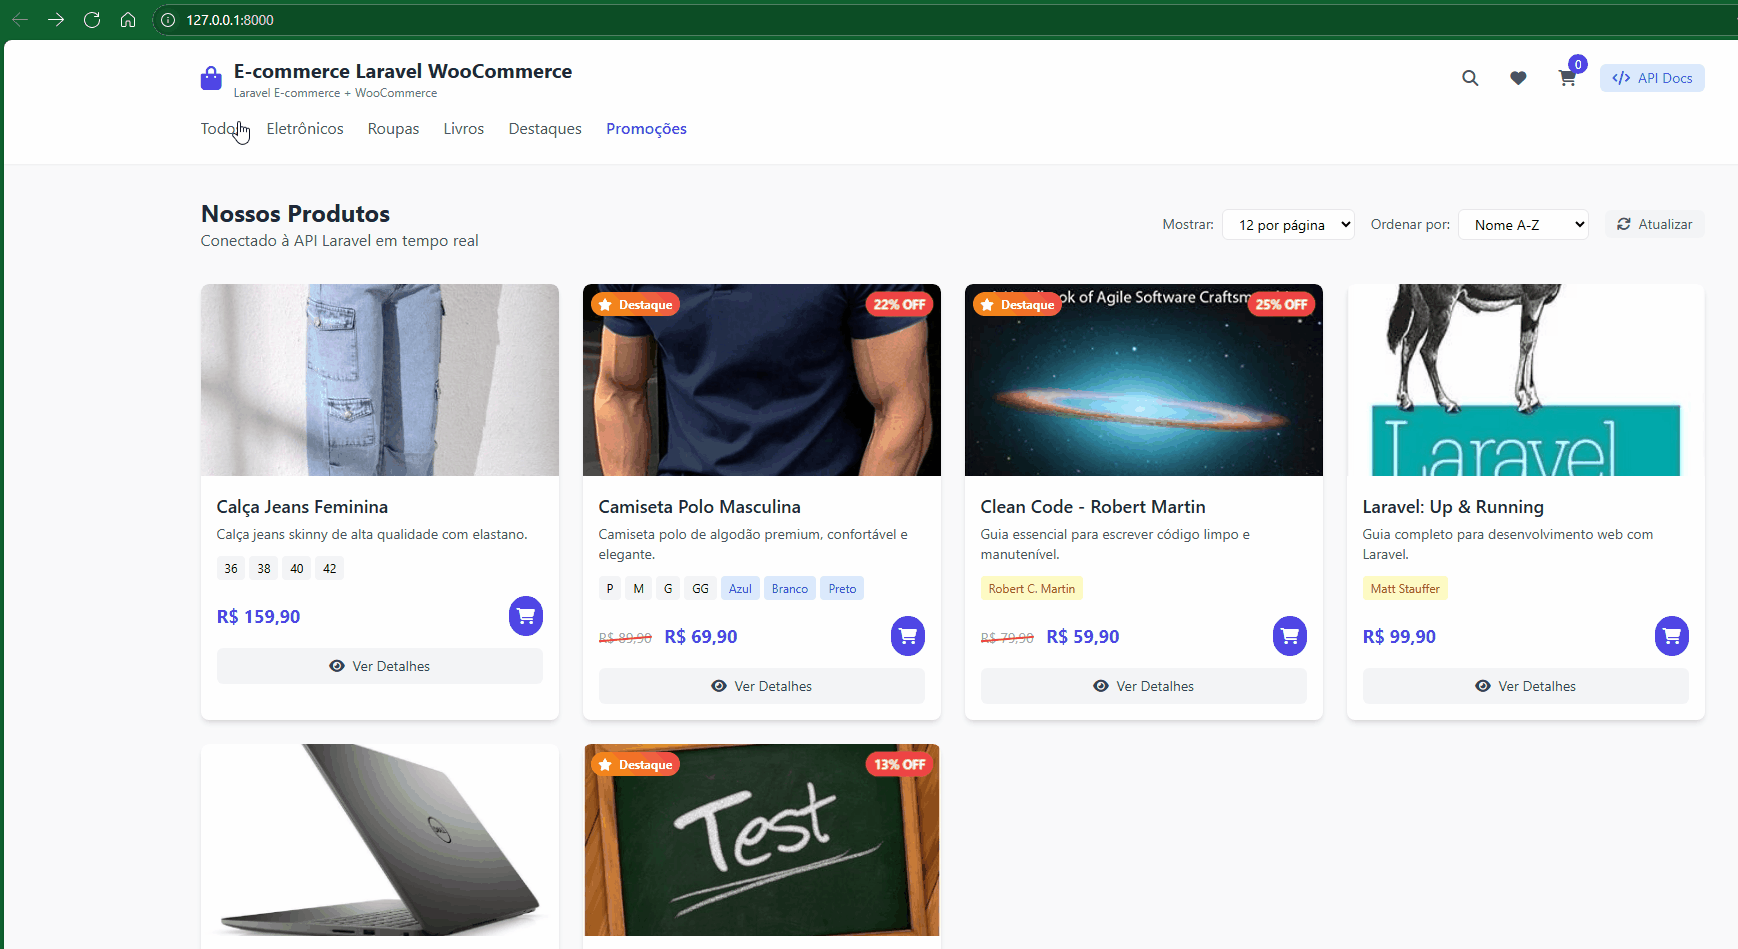 127.0.0.1:8000
E-commerce Laravel WooCommerce
Laravel E-commerce + WooCommerce
0
API Docs
Todos Eletrônicos Roupas Livros Destaques Promoções
Nossos Produtos
Conectado à API Laravel em tempo real
Mostrar: 12 por página Ordenar por: Nome A-Z Atualizar
Calça Jeans Feminina
Calça jeans skinny de alta qualidade com elastano.
36 38 40 42
R$ 159,90
Ver Detalhes
Destaque 22% OFF
Camiseta Polo Masculina
Camiseta polo de algodão premium, confortável e
elegante.
P M G GG Azul Branco Preto
R$ 89,90 R$ 69,90
Ver Detalhes
of Agile Software
Destaque 25% OFF
Clean Code - Robert Martin
Guia essencial para escrever código limpo e
manutenível.
Robert C. Martin
R$ 79,90 R$ 59,90
Ver Detalhes
Laravel
Laravel: Up & Running
Guia completo para desenvolvimento web com
Laravel.
Matt Stauffer
R$ 99,90
Ver Detalhes
DELL
Destaque 13% OFF
Test